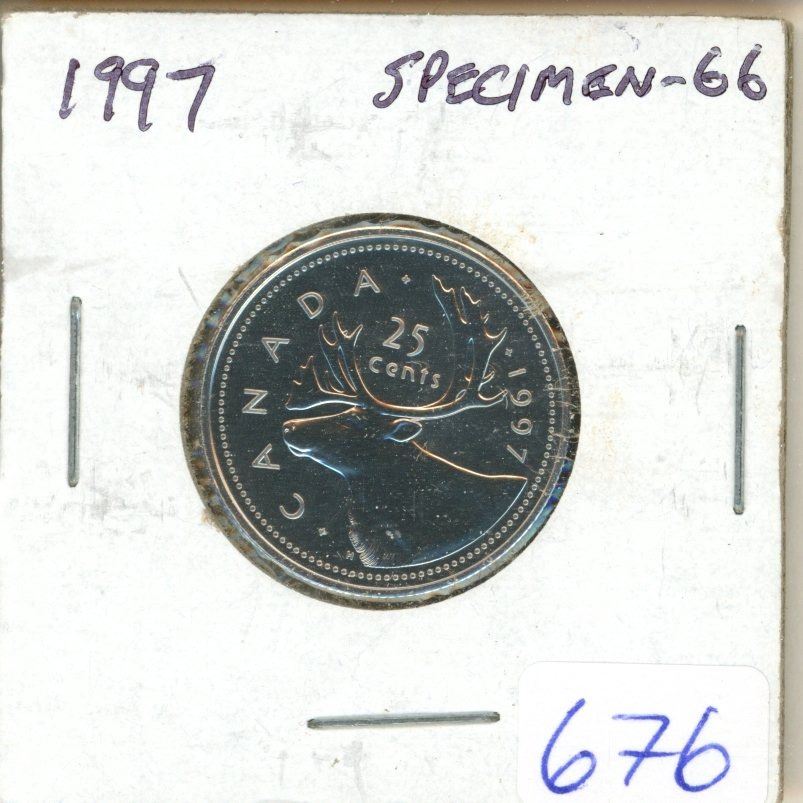 1997 SPECIMEN-66
CANADA
25
cents
1997
676